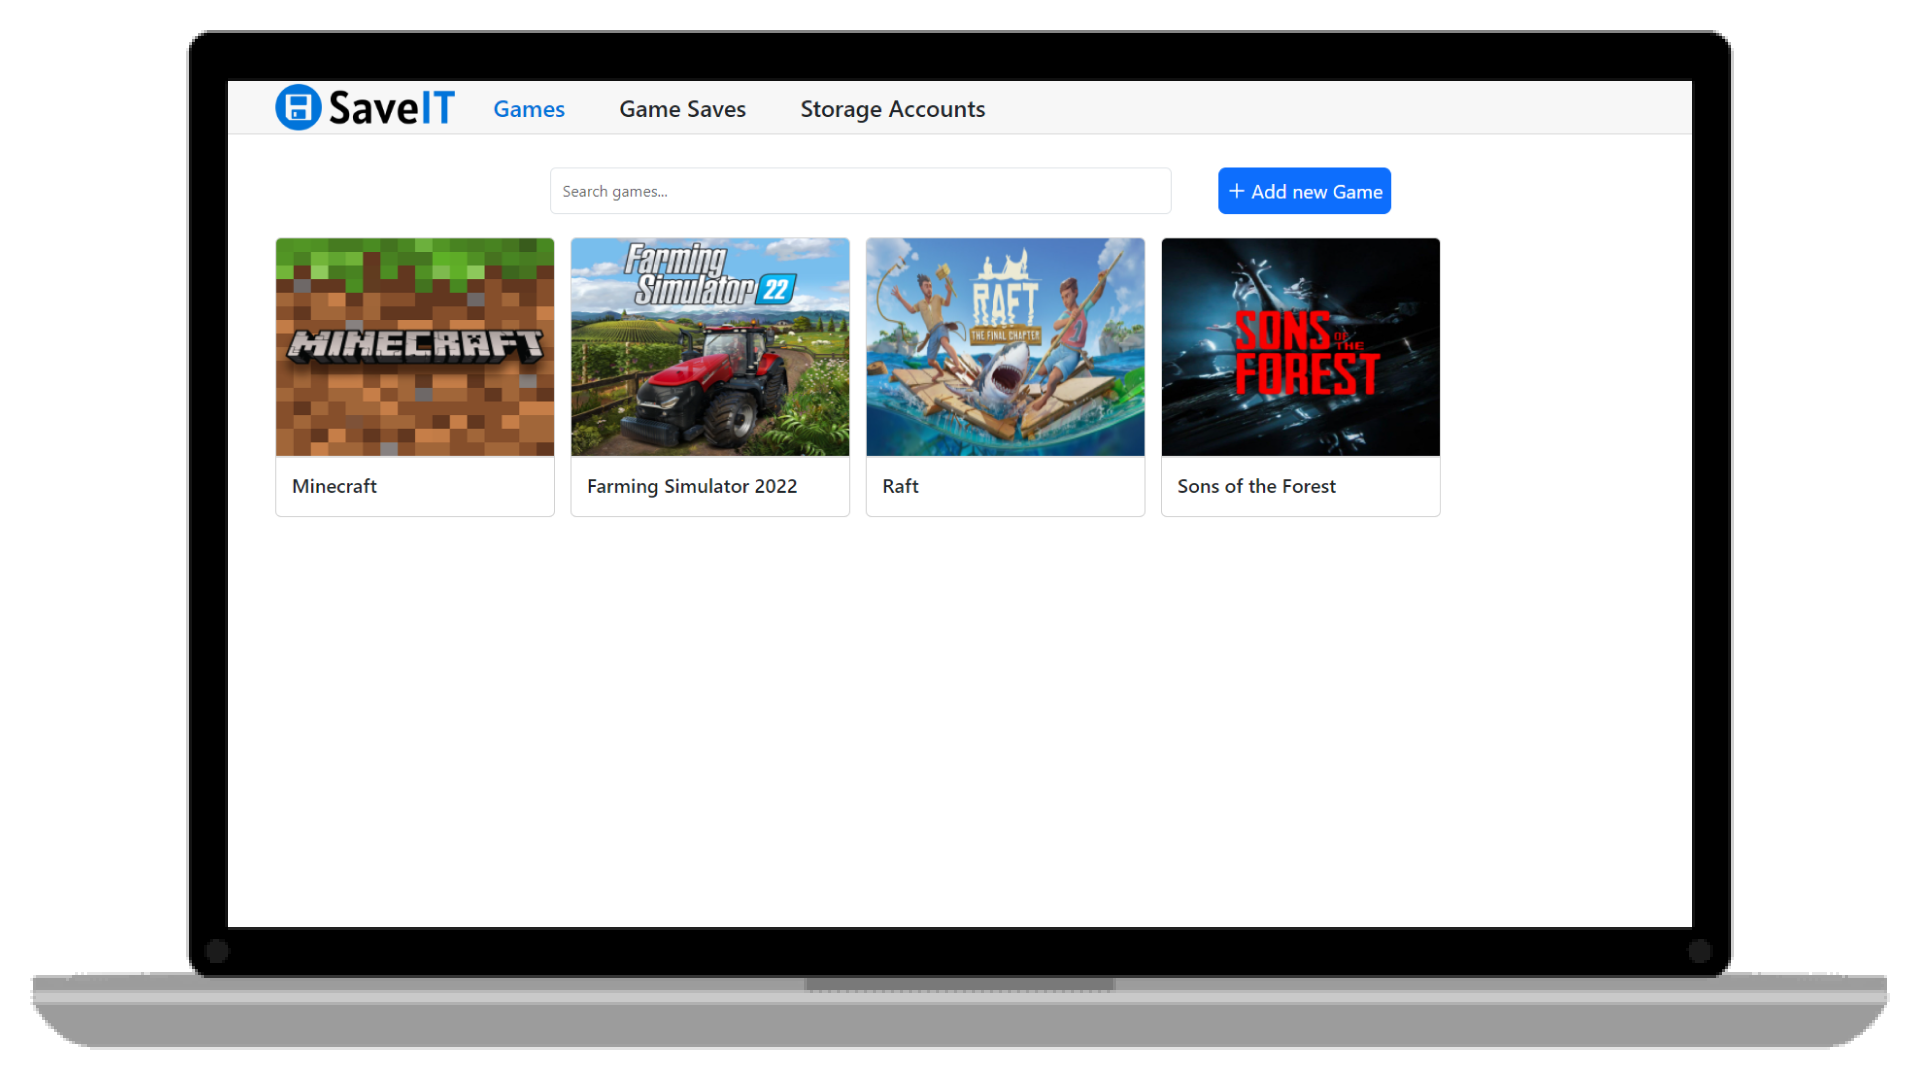 SaveIT Games Game Saves Storage Accounts
Search games...
+ Add new Game
MINECRAFT
Farming
Simulator 22
RAFT
THE FINAL CHAPTER
SONS OF THE
FOREST
Minecraft
Farming Simulator 2022
Raft
Sons of the Forest